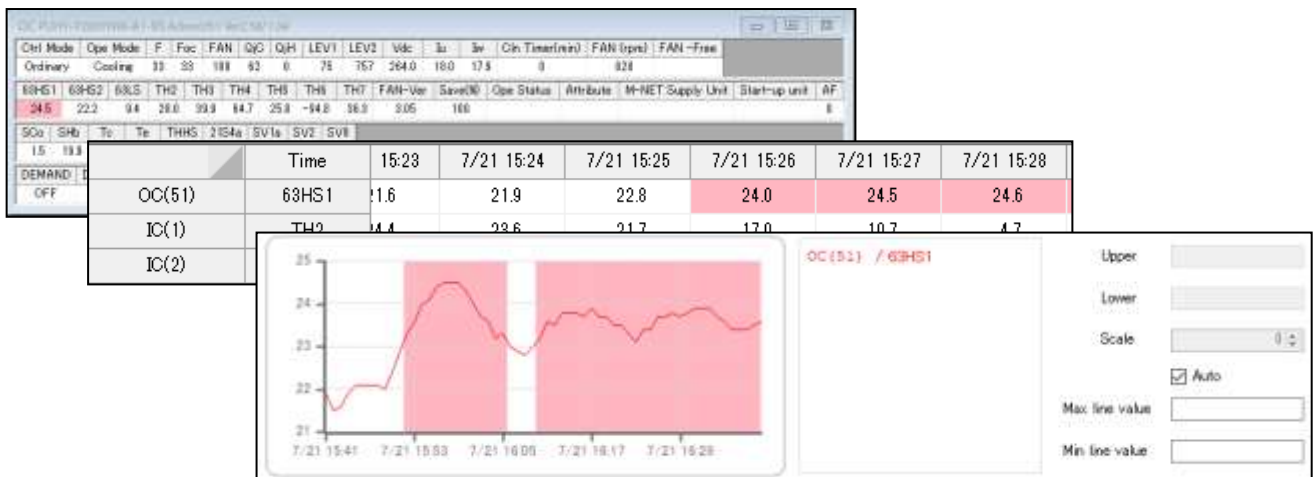 Ctrl Mode Ope Mode F Foc FAN QjC QjH LEV1 LEV2 Vdc Iu Iw Cln Timer(min) FAN (rpm) FAN -Free
Ordinary Cooling 33 33 100 63 0 76 757 264.0 18.0 17.6 0 820
63HS1 63HS2 63LS TH2 TH3 TH4 TH5 TH6 TH7 FAN-Ver Save(%) Ope Status Attribute M-NET Supply Unit Start-up unit AF
24.5 22.2 9.4 28.0 39.9 64.7 25.8 36.3 3.05 100 0
SCo SHb Tc Te THHS 21S4a SV1a SV2
1.5
DEMAND
OFF
Time 15:23 7/21 15:24 7/21 15:25 7/21 15:26 7/21 15:27 7/21 15:28
OC(51) 63HS1 21.6 21.9 22.8 24.0 24.5 24.6
IC(1) TH2 23.6 21.7 17.0 10.7 4.7
IC(2)
25
24
23
22
21
7/21 15:41 7/21 15:53 7/21 16:05 7/21 16:17 7/21 16:29
OC(51) / 63HS1
Upper
Lower
Scale 0
Auto
Max line value
Min line value